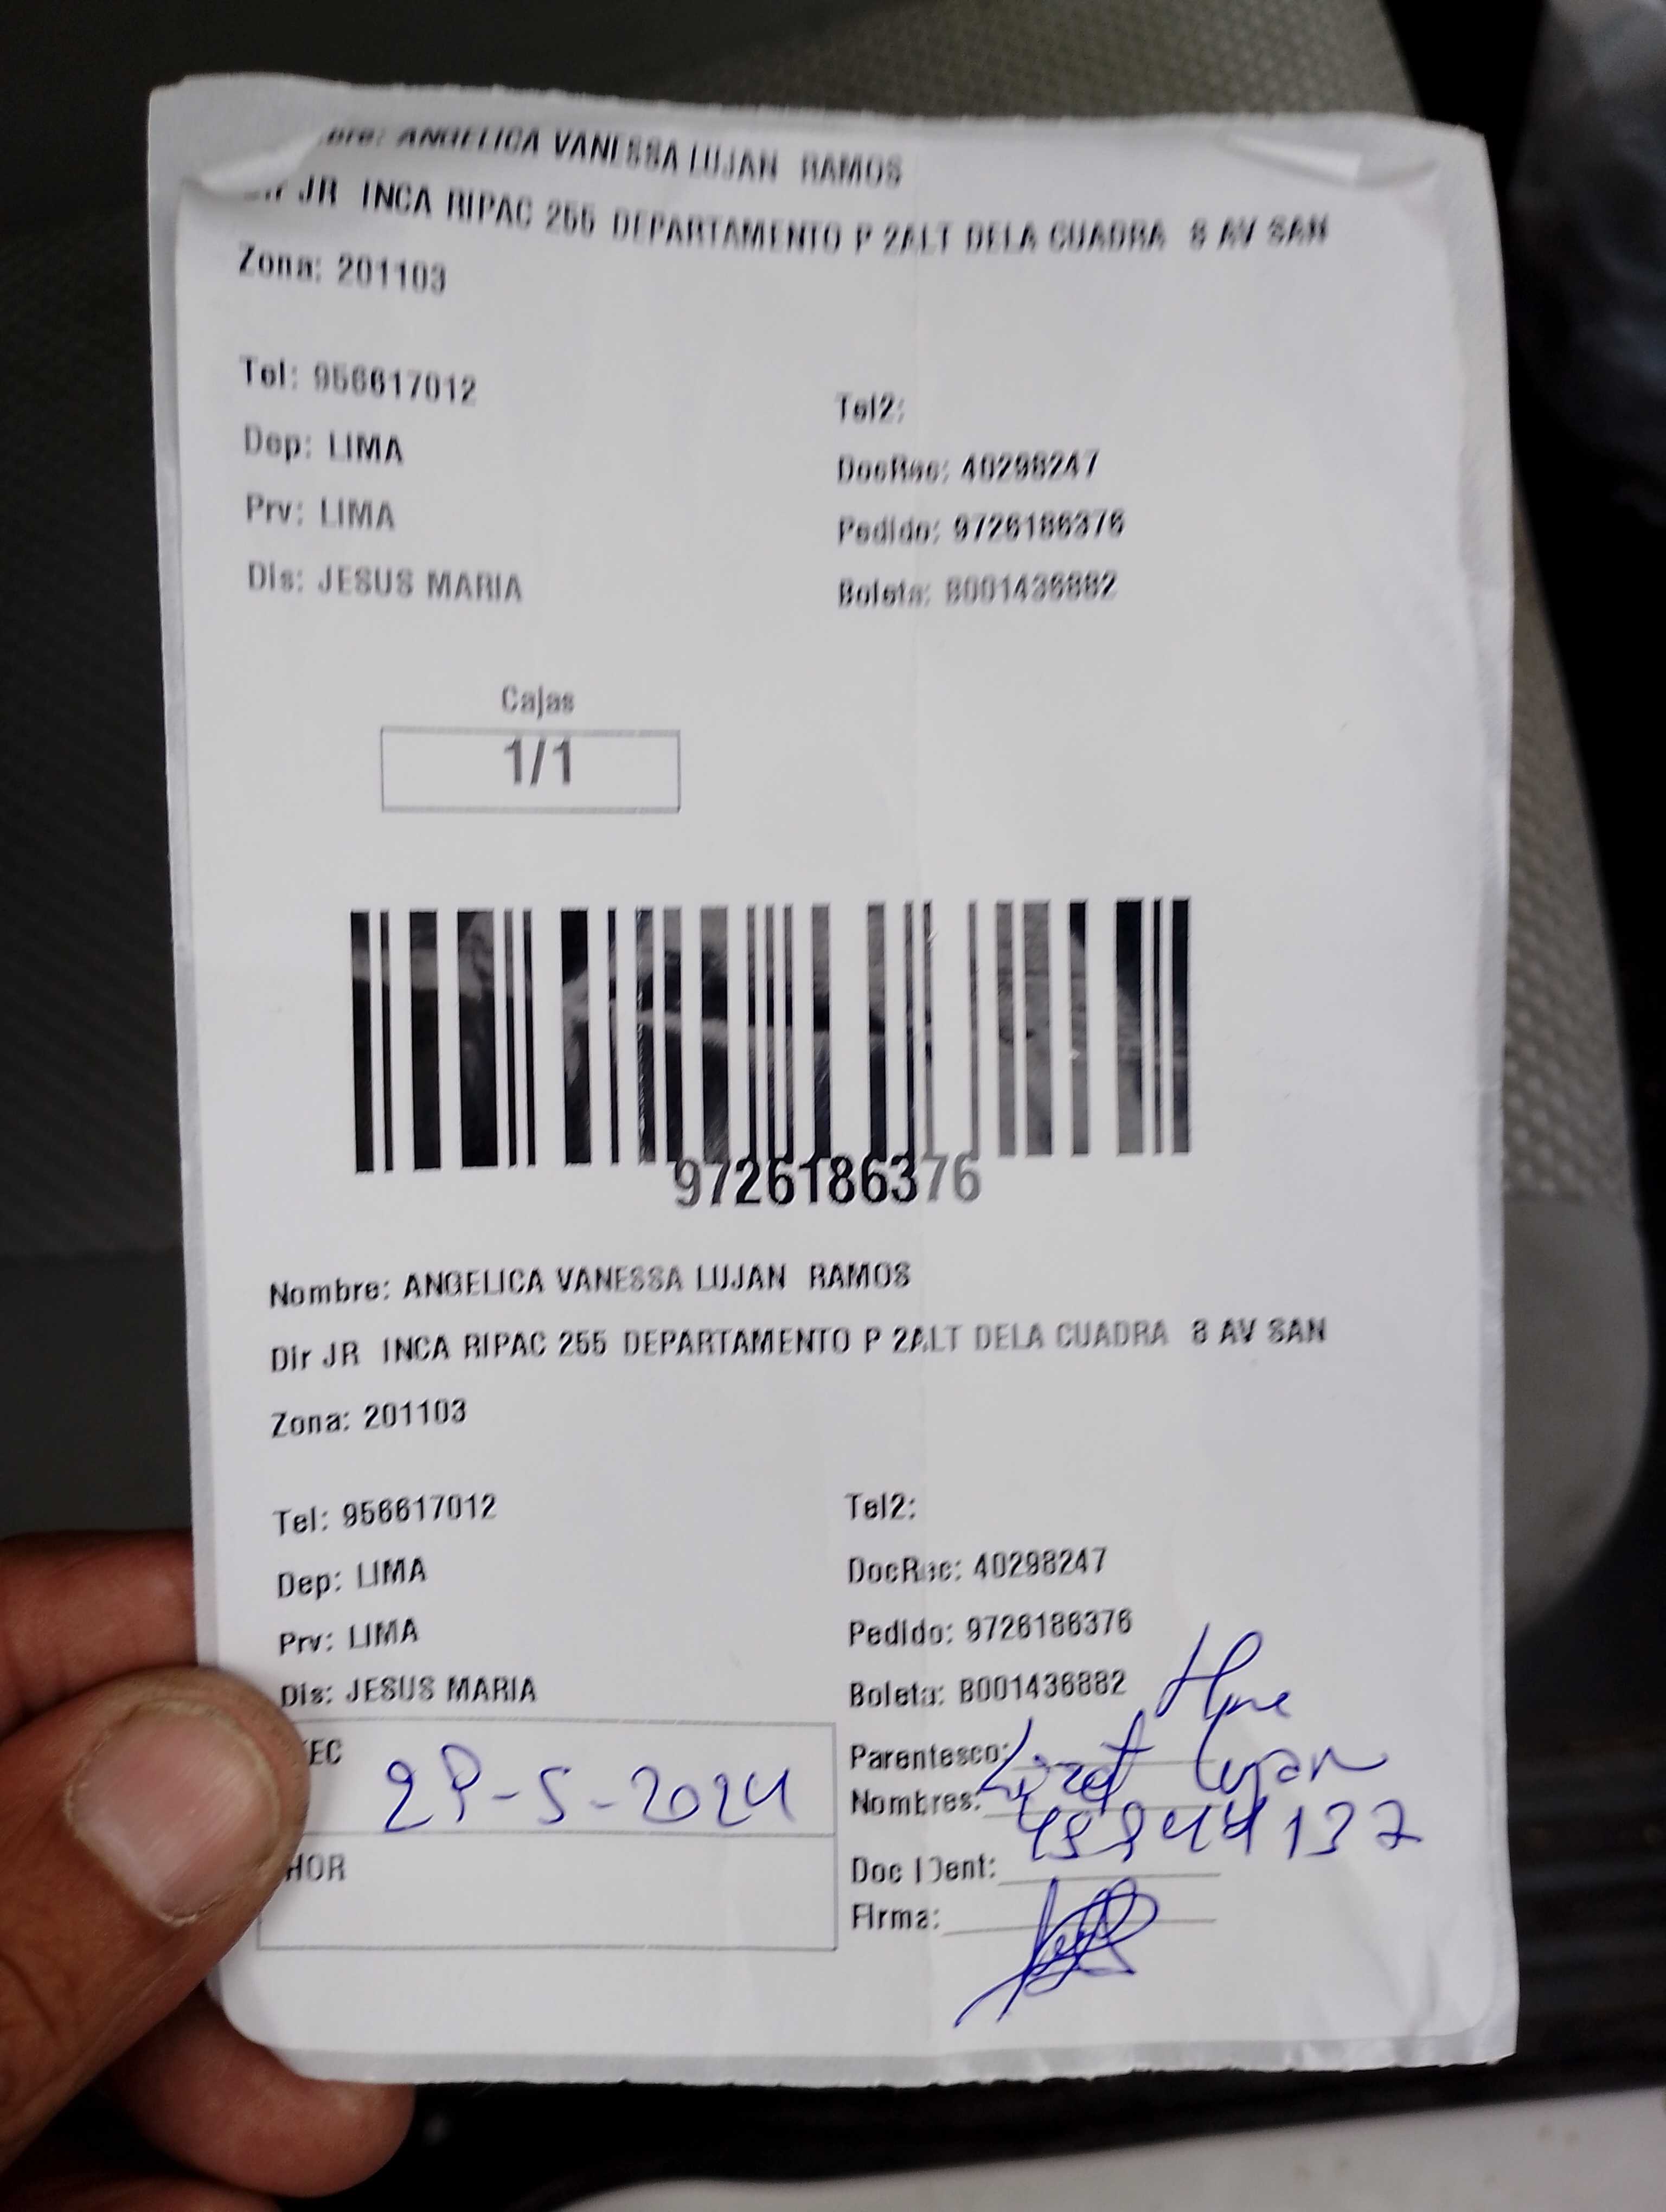 bre: ANGELICA VANESSA LUJAN RAMOS
Dir JR INCA RIPAC 255 DEPARTAMENTO P 2ALT DELA CUADRA 8 AV SAN
Zona: 201103
Tel: 956617012
Tel2:
Dep: LIMA
DocRec: 40298247
Prv: LIMA
Pedido: 9726186376
Dis: JESUS MARIA
Boleta: B001436882
Cajas
1/1
9726186376
Nombre: ANGELICA VANESSA LUJAN RAMOS
Dir JR INCA RIPAC 255 DEPARTAMENTO P 2ALT DELA CUADRA 8 AV SAN
Zona: 201103
Tel: 956617012
Tel2:
Dep: LIMA
DocRec: 40298247
Prv: LIMA
Pedido: 9726186376
Dis: JESUS MARIA
Boleta: B001436882
FEC
Parentesco:
29-5-2024
Nombres: Lizet Lujan
HOR
Doc IDent:
Firma: